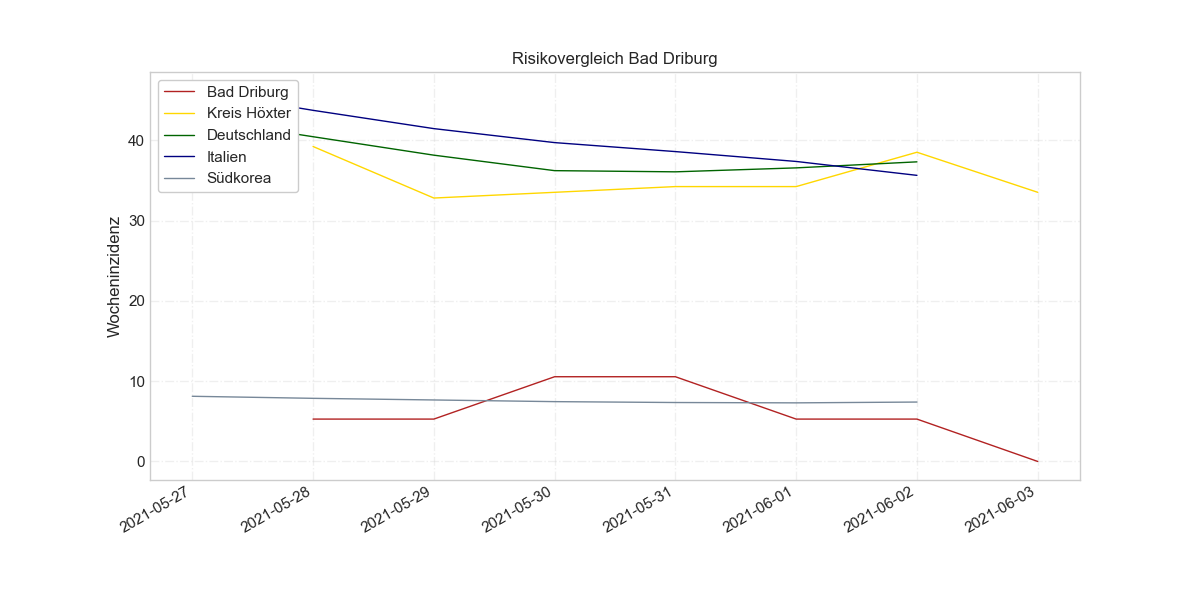 Risikovergleich Bad Driburg
Bad Driburg
Kreis Höxter
Deutschland
Italien
Südkorea
Wocheninzidenz
40
30
20
10
0
2021-05-27
2021-05-28
2021-05-29
2021-05-30
2021-05-31
2021-06-01
2021-06-02
2021-06-03